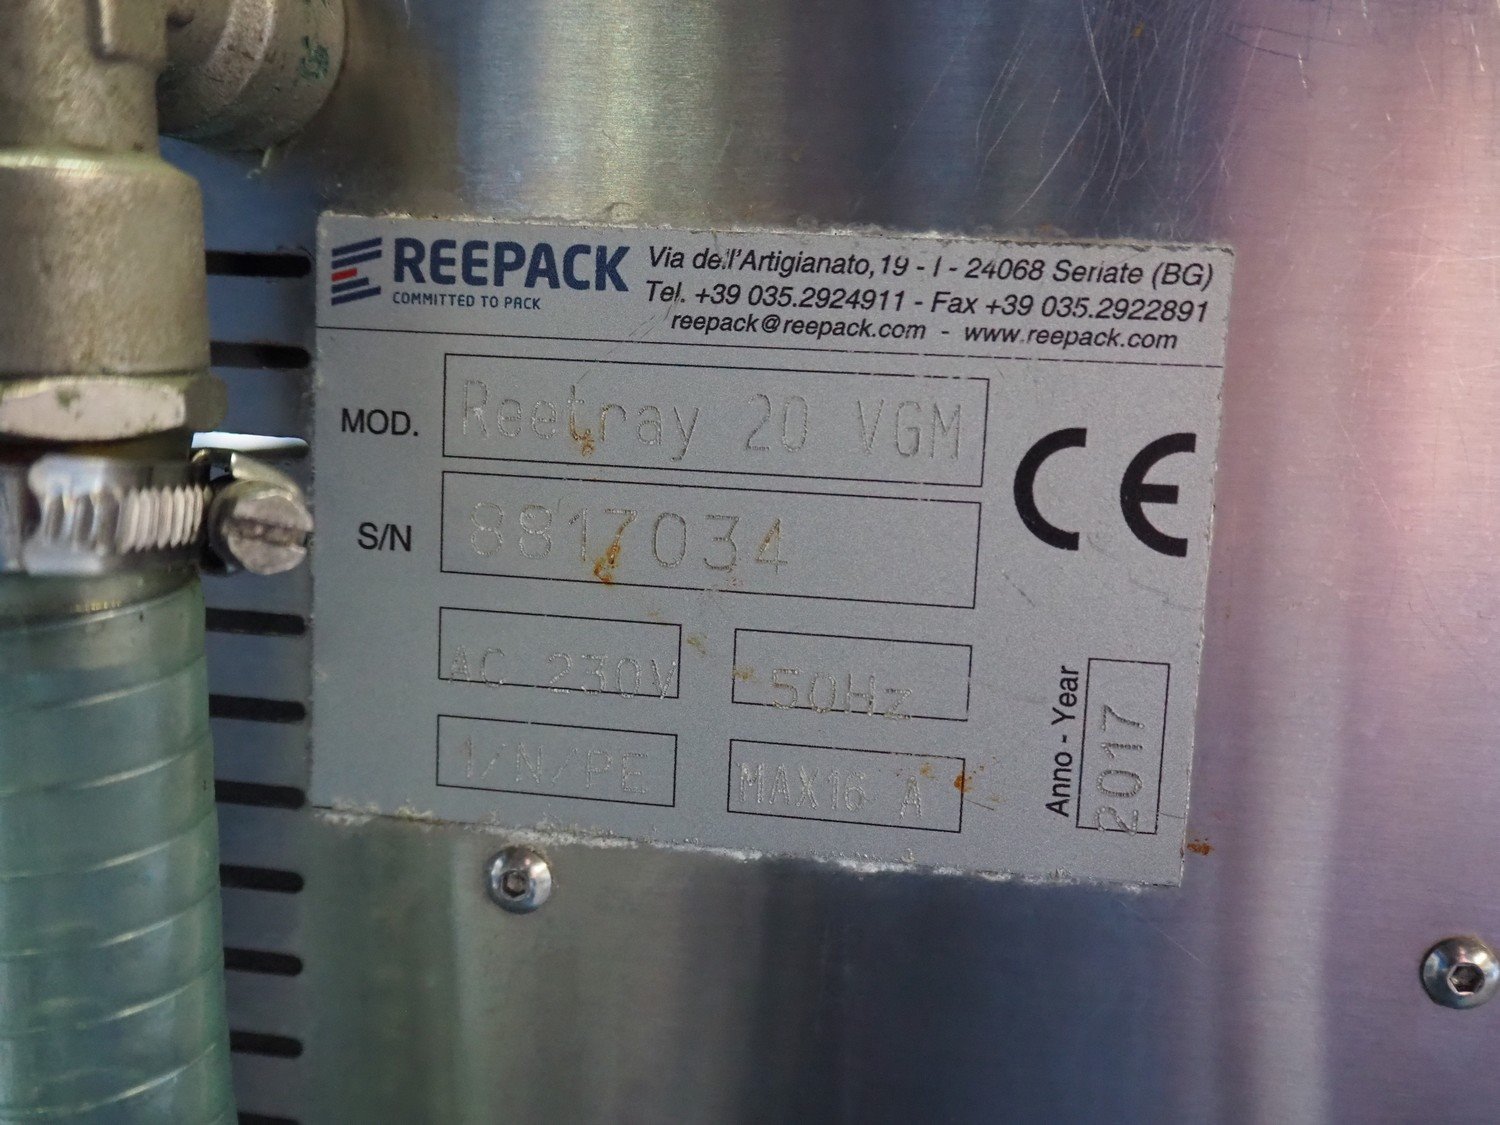 REEPACK
COMMITTED TO PACK
Via dell'Artigianato, 19 - I - 24068 Seriate (BG)
Tel. +39 035.2924911 - Fax +39 035.2922891
reepack@reepack.com - www.reepack.com
MOD. Reetray 20 VGM
S/N 8817034
CE
AC 230V 50Hz
1/N/PE MAX16 A
Anno - Year 2017